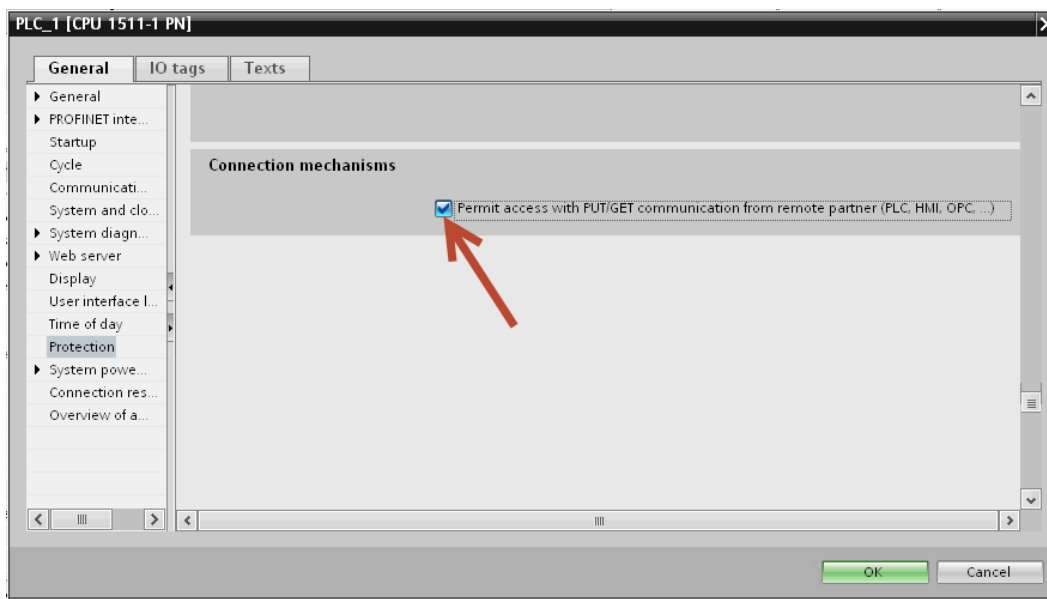 PLC_1 [CPU 1511-1 PN]
General
IO tags
Texts
General
PROFINET inte...
Startup
Cycle
Communicati...
System and clo...
System diagn...
Web server
Display
User interface l...
Time of day
Protection
System powe...
Connection res...
Overview of a...
Connection mechanisms
Permit access with PUT/GET communication from remote partner (PLC, HMI, OPC, ...)
OK
Cancel